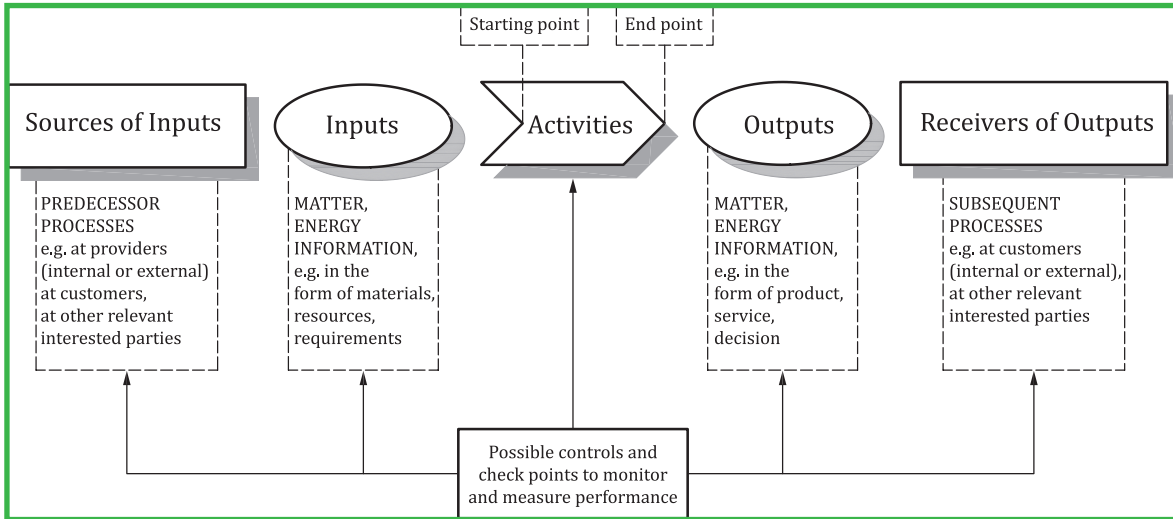 Starting point
End point
Sources of Inputs
Inputs
Activities
Outputs
Receivers of Outputs
PREDECESSOR
PROCESSES
e.g. at providers
(internal or external)
at customers,
at other relevant
interested parties
MATTER,
ENERGY
INFORMATION,
e.g. in the
form of materials,
resources,
requirements
MATTER,
ENERGY
INFORMATION,
e.g. in the
form of product,
service,
decision
SUBSEQUENT
PROCESSES
e.g. at customers
(internal or external),
at other relevant
interested parties
Possible controls and
check points to monitor
and measure performance